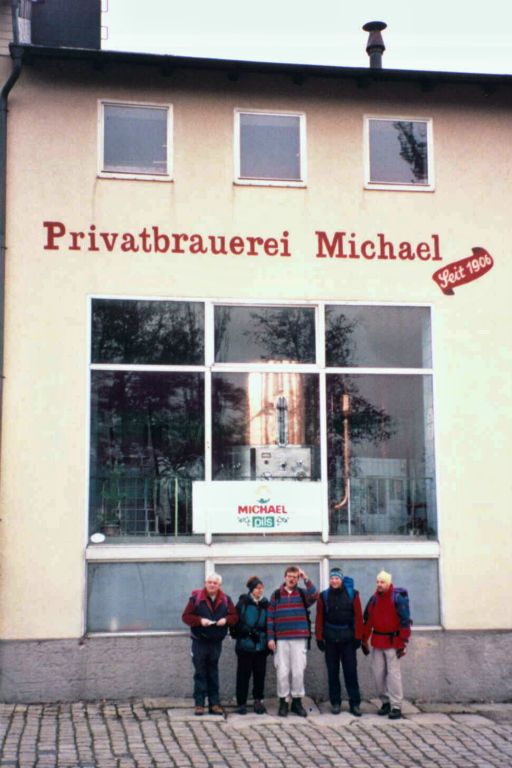 Privatbrauerei Michael
Seit 1906
MICHAEL
pils